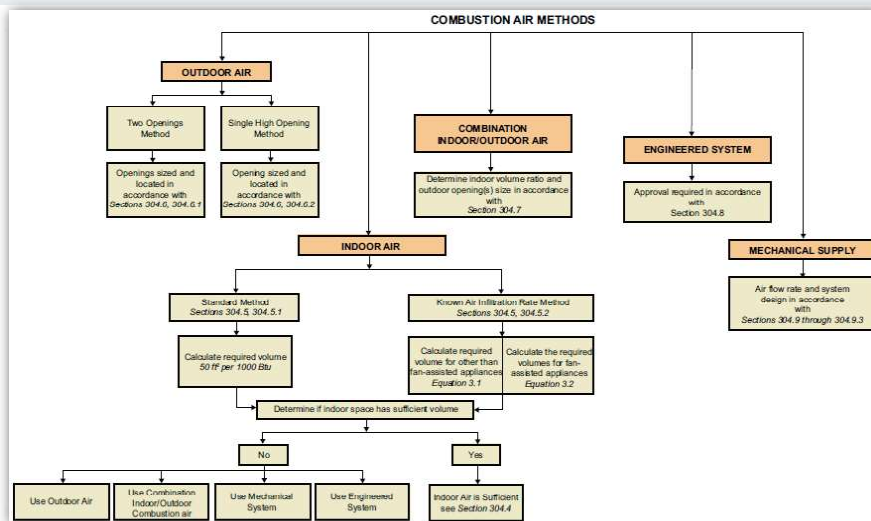 COMBUSTION AIR METHODS
OUTDOOR AIR
Two Openings
Method
Single High Opening
Method
Openings sized and
located in
accordance with
Sections 304.6, 304.6.1
Opening sized and
located in
accordance with
Sections 304.6, 304.6.2
COMBINATION
INDOOR/OUTDOOR AIR
Determine indoor volume ratio and
outdoor opening(s) size in accordance
with
Section 304.7
ENGINEERED SYSTEM
Approval required in accordance
with
Section 304.8
MECHANICAL SUPPLY
Air flow rate and system
design in accordance
with
Sections 304.9 through 304.9.3
INDOOR AIR
Standard Method
Sections 304.5, 304.5.1
Known Air Infiltration Rate Method
Sections 304.5, 304.5.2
Calculate required volume
50 ft³ per 1000 Btu
Calculate required
volume for other than
fan-assisted appliances
Equation 3.1
Calculate the required
volumes for fan-
assisted appliances
Equation 3.2
Determine if indoor space has sufficient volume
No
Yes
Use Outdoor Air
Use Combination
Indoor/Outdoor
Combustion air
Use Mechanical
System
Use Engineered
System
Indoor Air is Sufficient
see Section 304.4